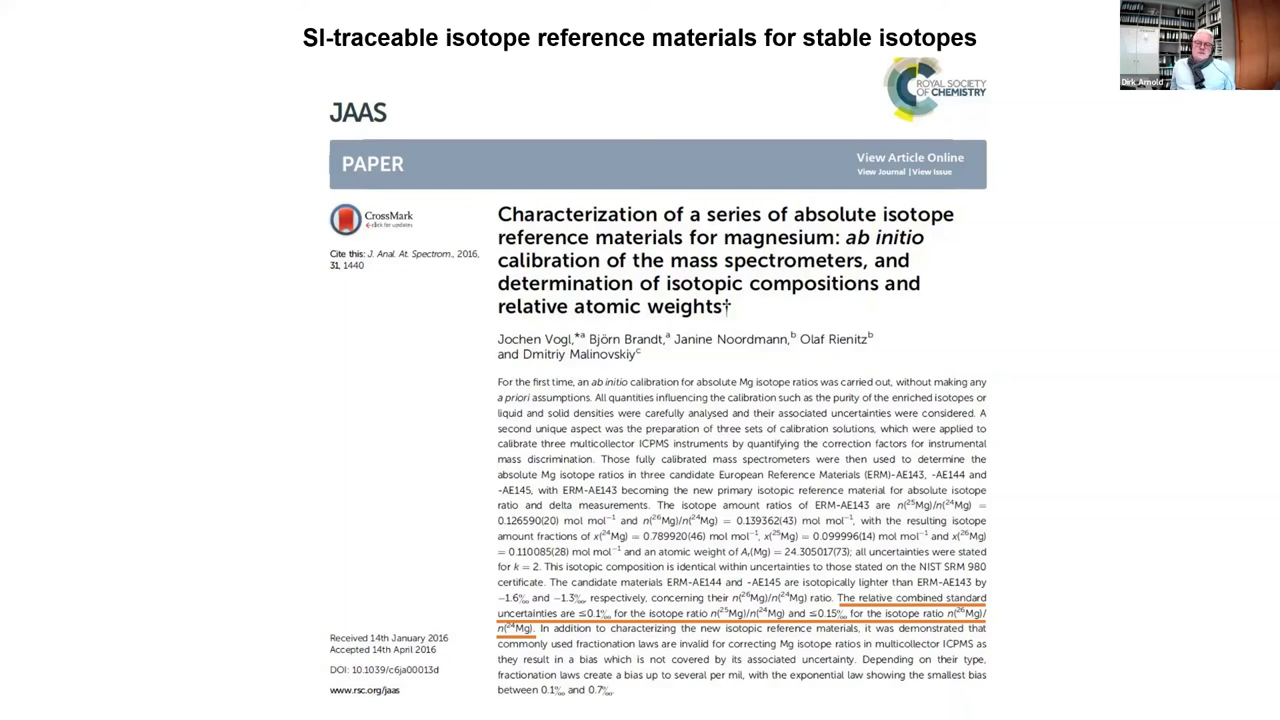 SI-traceable isotope reference materials for stable isotopes
Dirk Arnold
ROYAL SOCIETY
OF CHEMISTRY
JAAS
PAPER
View Article Online
View Journal | View Issue
CrossMark
click for updates
Cite this: J. Anal. At. Spectrom., 2016,
31, 1440
Characterization of a series of absolute isotope
reference materials for magnesium: ab initio
calibration of the mass spectrometers, and
determination of isotopic compositions and
relative atomic weights†
Jochen Vogl,*ᵃ Björn Brandt,ᵃ Janine Noordmann,ᵇ Olaf Rienitzᵇ
and Dmitriy Malinovskiyᶜ
For the first time, an ab initio calibration for absolute Mg isotope ratios was carried out, without making any
a priori assumptions. All quantities influencing the calibration such as the purity of the enriched isotopes or
liquid and solid densities were carefully analysed and their associated uncertainties were considered. A
second unique aspect was the preparation of three sets of calibration solutions, which were applied to
calibrate three multicollector ICPMS instruments by quantifying the correction factors for instrumental
mass discrimination. Those fully calibrated mass spectrometers were then used to determine the
absolute Mg isotope ratios in three candidate European Reference Materials (ERM)-AE143, -AE144 and
-AE145, with ERM-AE143 becoming the new primary isotopic reference material for absolute isotope
ratio and delta measurements. The isotope amount ratios of ERM-AE143 are n(²⁵Mg)/n(²⁴Mg) =
0.126590(20) mol mol⁻¹ and n(²⁶Mg)/n(²⁴Mg) = 0.139362(43) mol mol⁻¹, with the resulting isotope
amount fractions of x(²⁴Mg) = 0.789920(46) mol mol⁻¹, x(²⁵Mg) = 0.099996(14) mol mol⁻¹ and x(²⁶Mg)
= 0.110085(28) mol mol⁻¹ and an atomic weight of Aᵣ(Mg) = 24.305017(73); all uncertainties were stated
for k = 2. This isotopic composition is identical within uncertainties to those stated on the NIST SRM 980
certificate. The candidate materials ERM-AE144 and -AE145 are isotopically lighter than ERM-AE143 by
−1.6‰ and −1.3‰, respectively, concerning their n(²⁶Mg)/n(²⁴Mg) ratio. The relative combined standard
uncertainties are ≤0.1‰ for the isotope ratio n(²⁵Mg)/n(²⁴Mg) and ≤0.15‰ for the isotope ratio n(²⁶Mg)/
n(²⁴Mg). In addition to characterizing the new isotopic reference materials, it was demonstrated that
commonly used fractionation laws are invalid for correcting Mg isotope ratios in multicollector ICPMS as
they result in a bias which is not covered by its associated uncertainty. Depending on their type,
fractionation laws create a bias up to several per mil, with the exponential law showing the smallest bias
between 0.1‰ and 0.7‰.
Received 14th January 2016
Accepted 14th April 2016
DOI: 10.1039/c6ja00013d
www.rsc.org/jaas